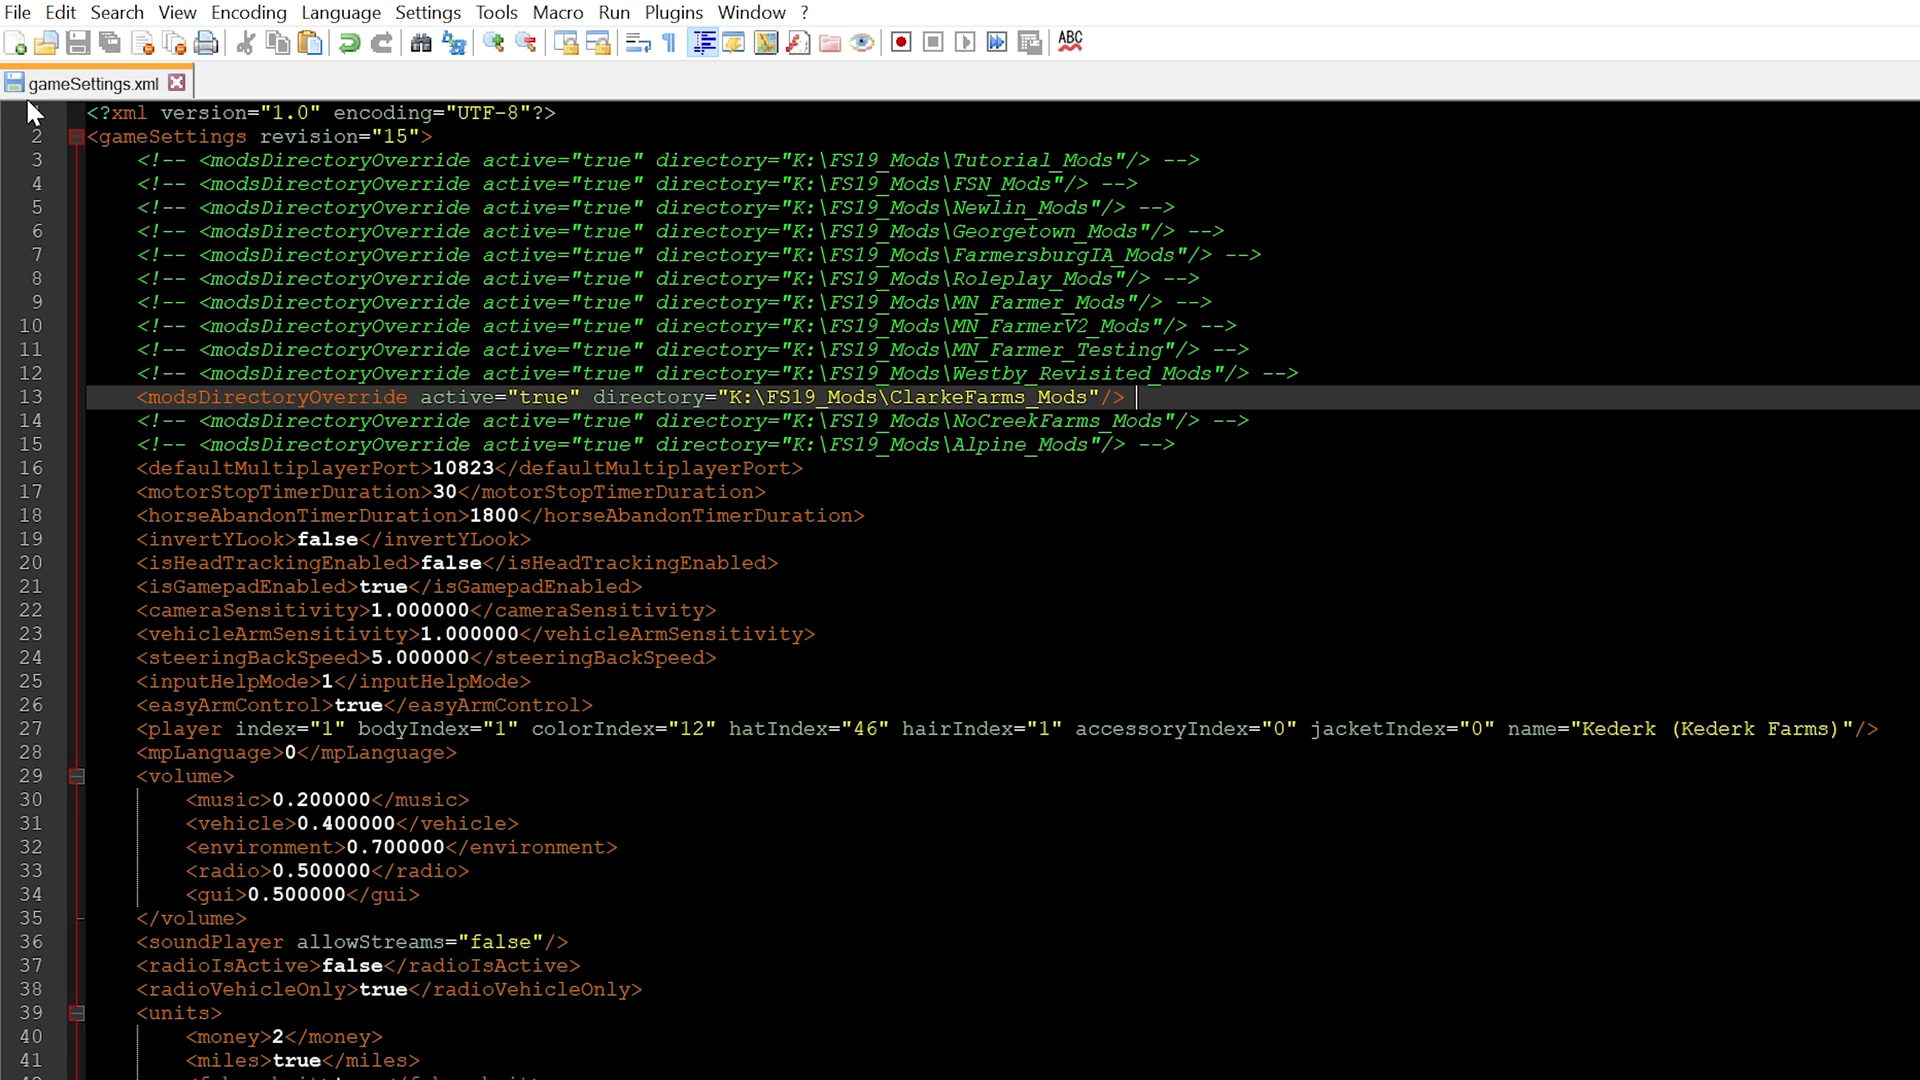 File Edit Search View Encoding Language Settings Tools Macro Run Plugins Window ?
ABC
gameSettings.xml
<?xml version="1.0" encoding="UTF-8"?>
2 <gameSettings revision="15">
3 <!-- <modsDirectoryOverride active="true" directory="K:\FS19_Mods\Tutorial_Mods"/> -->
4 <!-- <modsDirectoryOverride active="true" directory="K:\FS19_Mods\FSN_Mods"/> -->
5 <!-- <modsDirectoryOverride active="true" directory="K:\FS19_Mods\Newlin_Mods"/> -->
6 <!-- <modsDirectoryOverride active="true" directory="K:\FS19_Mods\Georgetown_Mods"/> -->
7 <!-- <modsDirectoryOverride active="true" directory="K:\FS19_Mods\FarmersburgIA_Mods"/> -->
8 <!-- <modsDirectoryOverride active="true" directory="K:\FS19_Mods\Roleplay_Mods"/> -->
9 <!-- <modsDirectoryOverride active="true" directory="K:\FS19_Mods\MN_Farmer_Mods"/> -->
10 <!-- <modsDirectoryOverride active="true" directory="K:\FS19_Mods\MN_FarmerV2_Mods"/> -->
11 <!-- <modsDirectoryOverride active="true" directory="K:\FS19_Mods\MN_Farmer_Testing"/> -->
12 <!-- <modsDirectoryOverride active="true" directory="K:\FS19_Mods\Westby_Revisited_Mods"/> -->
13 <modsDirectoryOverride active="true" directory="K:\FS19_Mods\ClarkeFarms_Mods"/>
14 <!-- <modsDirectoryOverride active="true" directory="K:\FS19_Mods\NoCreekFarms_Mods"/> -->
15 <!-- <modsDirectoryOverride active="true" directory="K:\FS19_Mods\Alpine_Mods"/> -->
16 <defaultMultiplayerPort>10823</defaultMultiplayerPort>
17 <motorStopTimerDuration>30</motorStopTimerDuration>
18 <horseAbandonTimerDuration>1800</horseAbandonTimerDuration>
19 <invertYLook>false</invertYLook>
20 <isHeadTrackingEnabled>false</isHeadTrackingEnabled>
21 <isGamepadEnabled>true</isGamepadEnabled>
22 <cameraSensitivity>1.000000</cameraSensitivity>
23 <vehicleArmSensitivity>1.000000</vehicleArmSensitivity>
24 <steeringBackSpeed>5.000000</steeringBackSpeed>
25 <inputHelpMode>1</inputHelpMode>
26 <easyArmControl>true</easyArmControl>
27 <player index="1" bodyIndex="1" colorIndex="12" hatIndex="46" hairIndex="1" accessoryIndex="0" jacketIndex="0" name="Kederk (Kederk Farms)"/>
28 <mpLanguage>0</mpLanguage>
29 <volume>
30 <music>0.200000</music>
31 <vehicle>0.400000</vehicle>
32 <environment>0.700000</environment>
33 <radio>0.500000</radio>
34 <gui>0.500000</gui>
35 </volume>
36 <soundPlayer allowStreams="false"/>
37 <radioIsActive>false</radioIsActive>
38 <radioVehicleOnly>true</radioVehicleOnly>
39 <units>
40 <money>2</money>
41 <miles>true</miles>